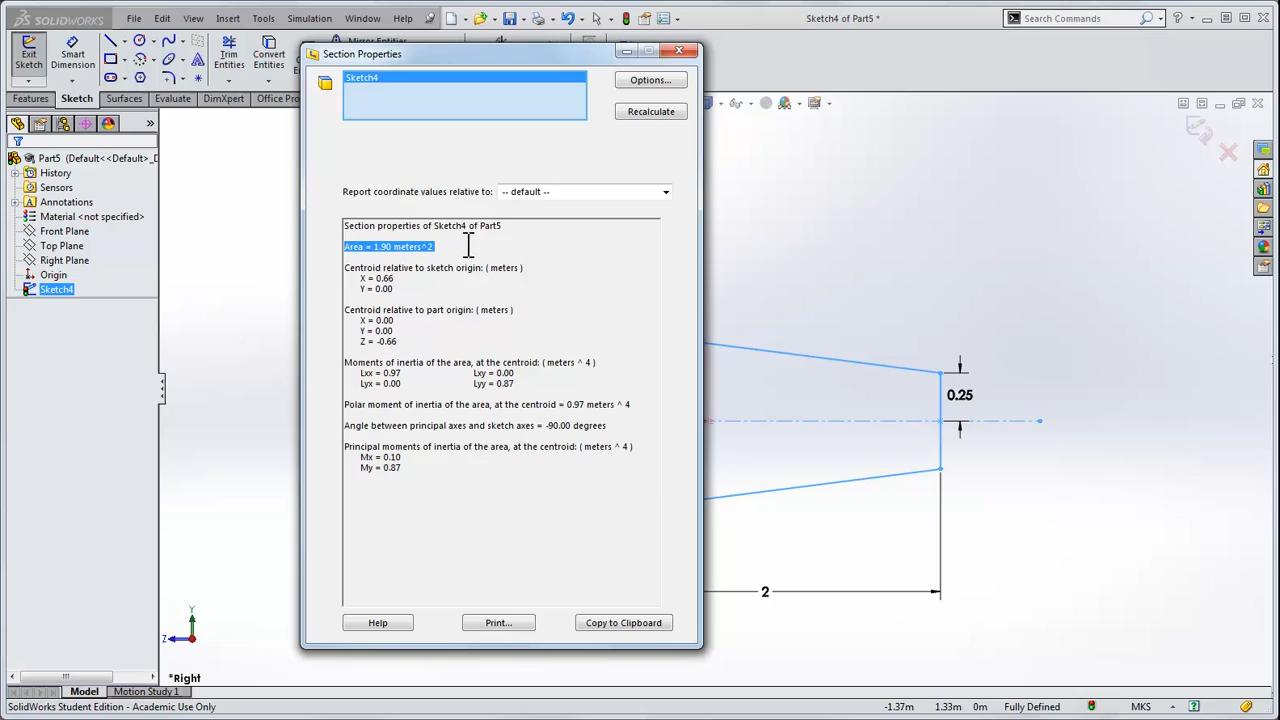 SOLIDWORKS File Edit View Insert Tools Simulation Window Help Sketch4 of Part5 * Search Commands
Exit Sketch
Smart Dimension
Trim Entities
Convert Entities
Features Sketch Surfaces Evaluate DimXpert Office Pro
Section Properties
Sketch4
Options...
Recalculate
Report coordinate values relative to: -- default --
Section properties of Sketch4 of Part5
Area = 1.90 meters^2
Centroid relative to sketch origin: ( meters )
X = 0.66
Y = 0.00
Centroid relative to part origin: ( meters )
X = 0.00
Y = 0.00
Z = -0.66
Moments of inertia of the area, at the centroid: ( meters ^ 4 )
Lxx = 0.97 Lxy = 0.00
Lyx = 0.00 Lyy = 0.87
Polar moment of inertia of the area, at the centroid = 0.97 meters ^ 4
Angle between principal axes and sketch axes = -90.00 degrees
Principal moments of inertia of the area, at the centroid: ( meters ^ 4 )
Mx = 0.10
My = 0.87
Help Print... Copy to Clipboard
Part5 (Default<<Default>_D
History
Sensors
Annotations
Material <not specified>
Front Plane
Top Plane
Right Plane
Origin
Sketch4
0.25
2
Y
Z
*Right
Model Motion Study 1
SolidWorks Student Edition - Academic Use Only -1.37m 1.33m 0m Fully Defined MKS